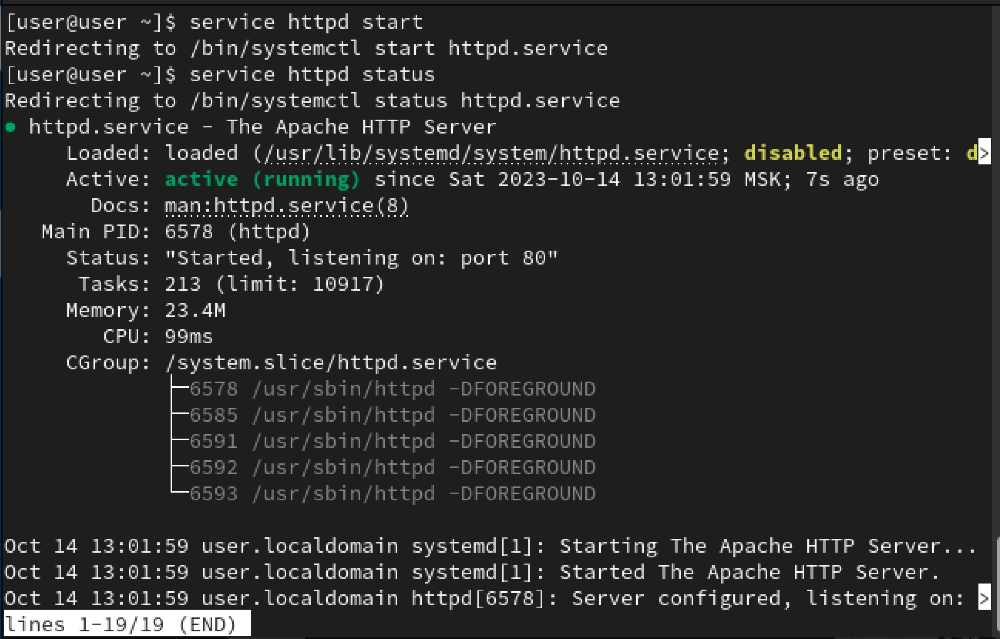 [user@user ~]$ service httpd start
Redirecting to /bin/systemctl start httpd.service
[user@user ~]$ service httpd status
Redirecting to /bin/systemctl status httpd.service
● httpd.service - The Apache HTTP Server
     Loaded: loaded (/usr/lib/systemd/system/httpd.service; disabled; preset: d>
     Active: active (running) since Sat 2023-10-14 13:01:59 MSK; 7s ago
       Docs: man:httpd.service(8)
   Main PID: 6578 (httpd)
     Status: "Started, listening on: port 80"
      Tasks: 213 (limit: 10917)
     Memory: 23.4M
        CPU: 99ms
     CGroup: /system.slice/httpd.service
             ├─6578 /usr/sbin/httpd -DFOREGROUND
             ├─6585 /usr/sbin/httpd -DFOREGROUND
             ├─6591 /usr/sbin/httpd -DFOREGROUND
             ├─6592 /usr/sbin/httpd -DFOREGROUND
             └─6593 /usr/sbin/httpd -DFOREGROUND

Oct 14 13:01:59 user.localdomain systemd[1]: Starting The Apache HTTP Server...
Oct 14 13:01:59 user.localdomain systemd[1]: Started The Apache HTTP Server.
Oct 14 13:01:59 user.localdomain httpd[6578]: Server configured, listening on: >
lines 1-19/19 (END)